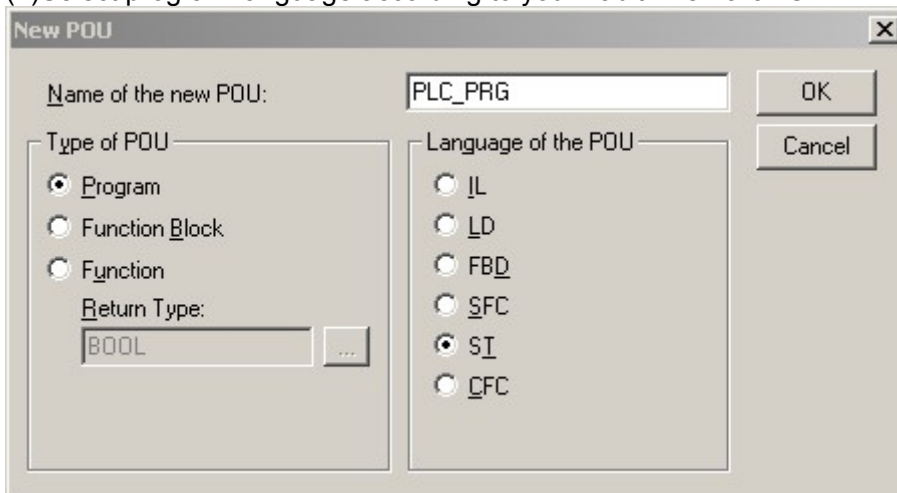 New POU
Name of the new POU:
PLC_PRG
OK
Cancel
Type of POU
Program
Function Block
Function
Return Type:
BOOL
...
Language of the POU
IL
LD
FBD
SFC
ST
CFC